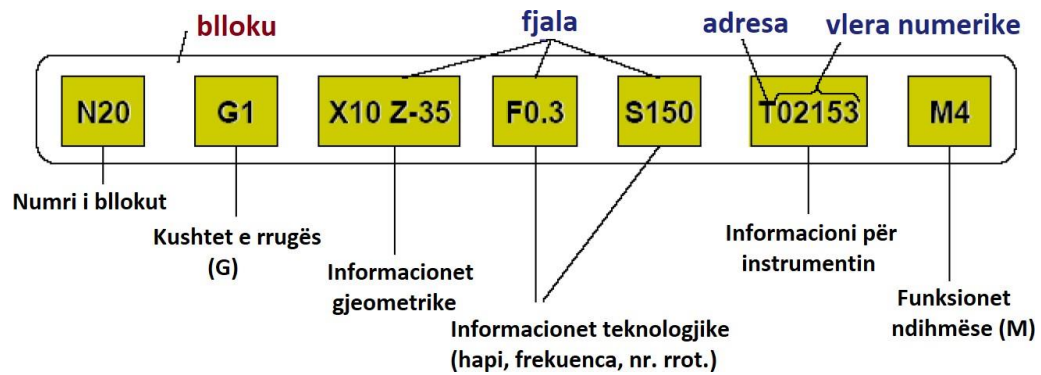 blloku
fjala
adresa
vlera numerike
N20
G1
X10 Z-35
F0.3
S150
T02153
M4
Numri i bllokut
Kushtet e rrugës
(G)
Informacionet
gjeometrike
Informacionet teknologjike
(hapi, frekuenca, nr. rrot.)
Informacioni për
instrumentin
Funksionet
ndihmëse (M)